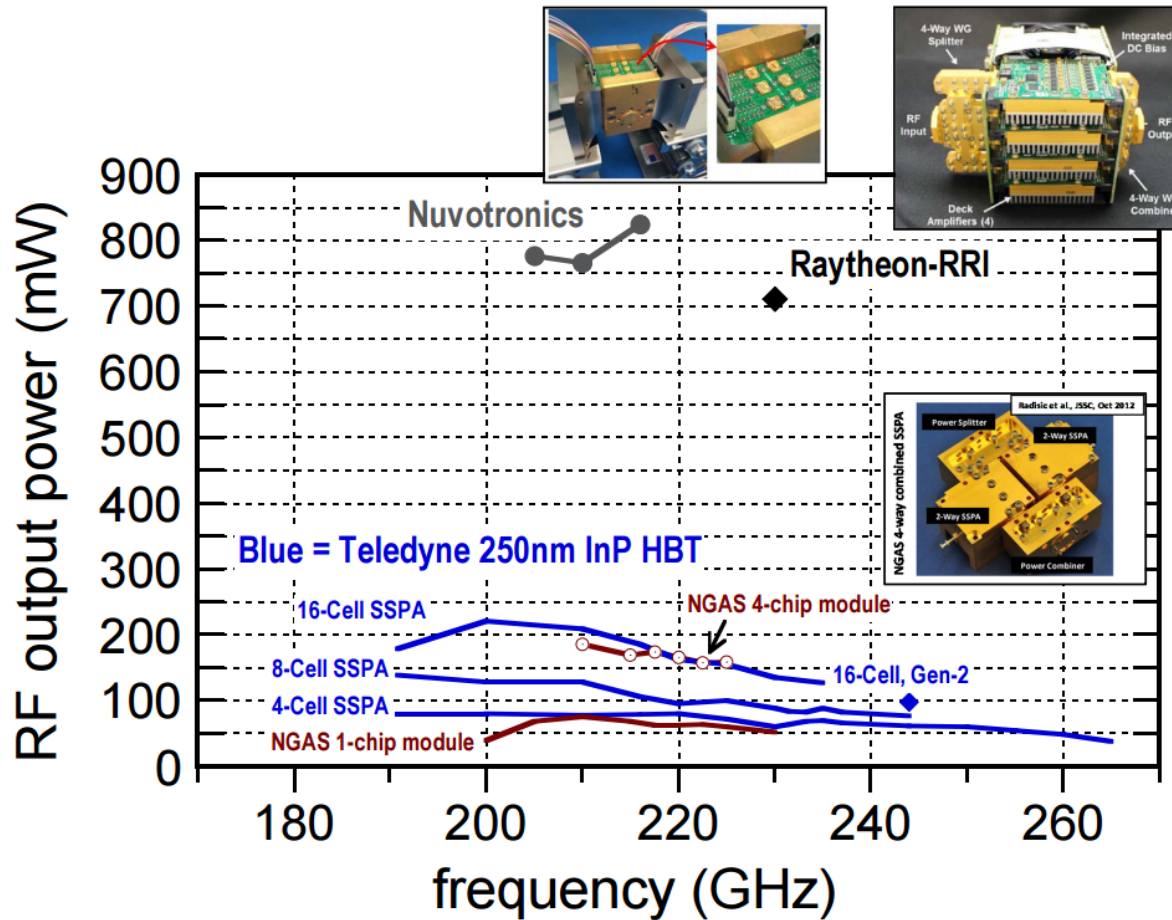 4-Way WG
Splitter
Integrated
DC Bias
RF
Input
RF
Outpu
Deck
Amplifiers (4)
4-Way W
Combine
900
800
700
600
500
400
300
200
100
0
RF output power (mW)
Nuvotronics
Raytheon-RRI
Radisic et al., JSSC, Oct 2012
NGAS 4-way combined SSPA
Power Splitter
2-Way SSPA
2-Way SSPA
Power Combiner
Blue = Teledyne 250nm InP HBT
16-Cell SSPA
NGAS 4-chip module
8-Cell SSPA
16-Cell, Gen-2
4-Cell SSPA
NGAS 1-chip module
180
200
220
240
260
frequency (GHz)